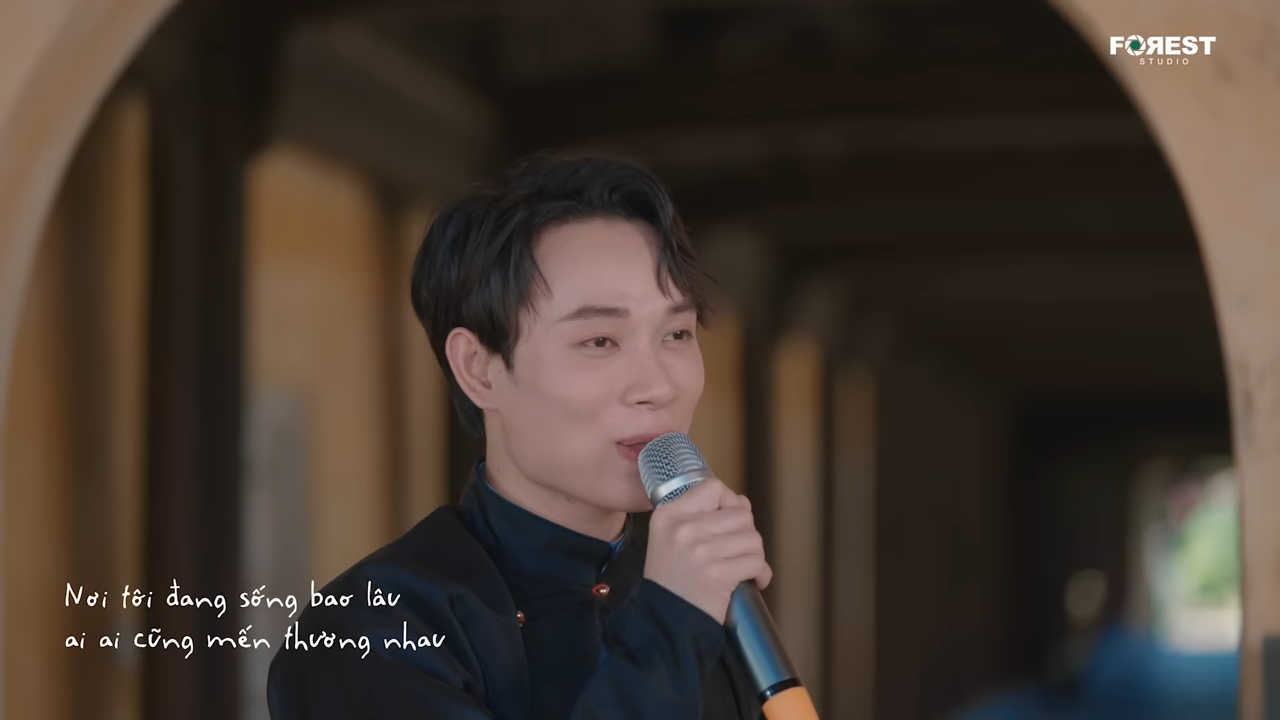 FOREST
STUDIO
Nơi tôi đang sống bao lâu
ai ai cũng mến thương nhau